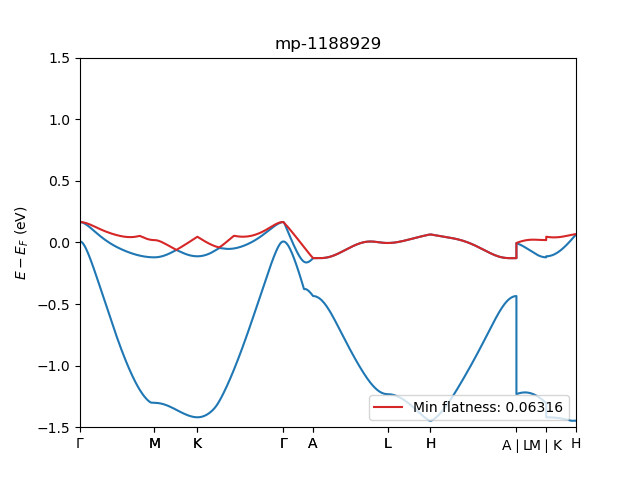 mp-1188929
1.5
1.0
0.5
0.0
−0.5
−1.0
−1.5
E − E_F (eV)
Min flatness: 0.06316
Γ M K Γ A L H A | LM | K H